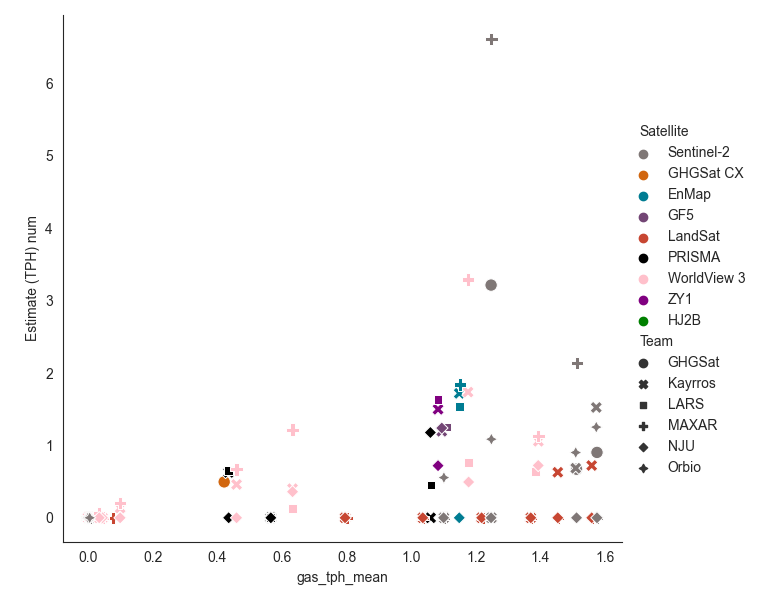 6
5
4
3
2
1
0
Estimate (TPH) num
0.0 0.2 0.4 0.6 0.8 1.0 1.2 1.4 1.6
gas_tph_mean
Satellite
Sentinel-2
GHGSat CX
EnMap
GF5
LandSat
PRISMA
WorldView 3
ZY1
HJ2B
Team
GHGSat
Kayrros
LARS
MAXAR
NJU
Orbio